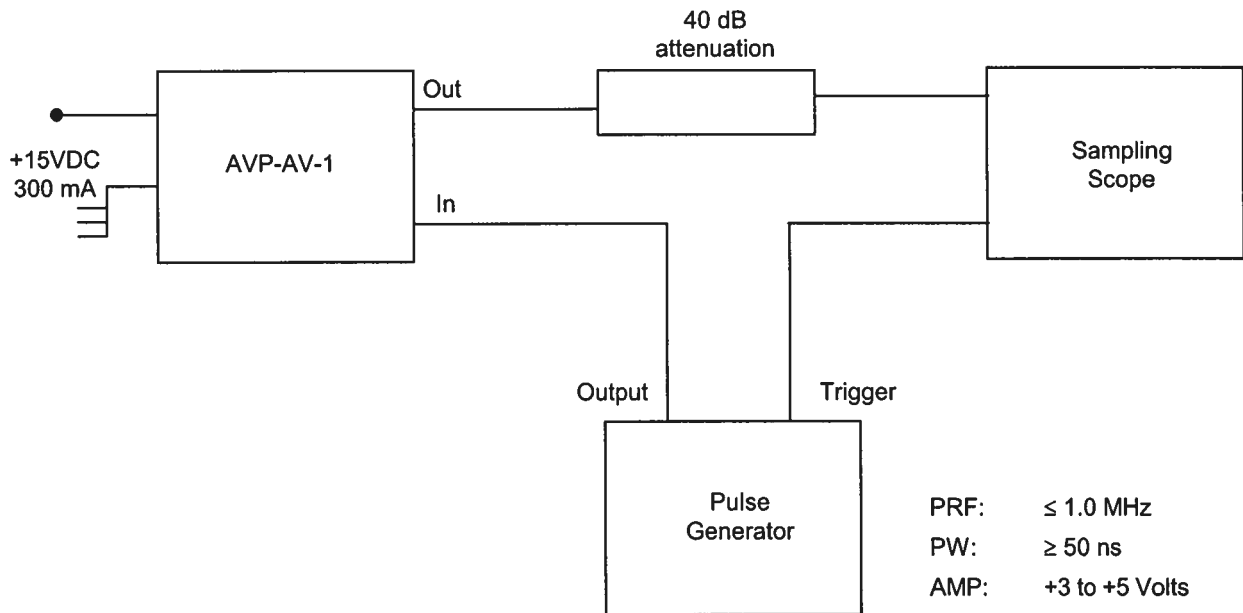 40 dB
attenuation
Out
+15VDC
300 mA
AVP-AV-1
Sampling
Scope
In
Output
Trigger
Pulse
Generator
PRF: ≤ 1.0 MHz
PW: ≥ 50 ns
AMP: +3 to +5 Volts